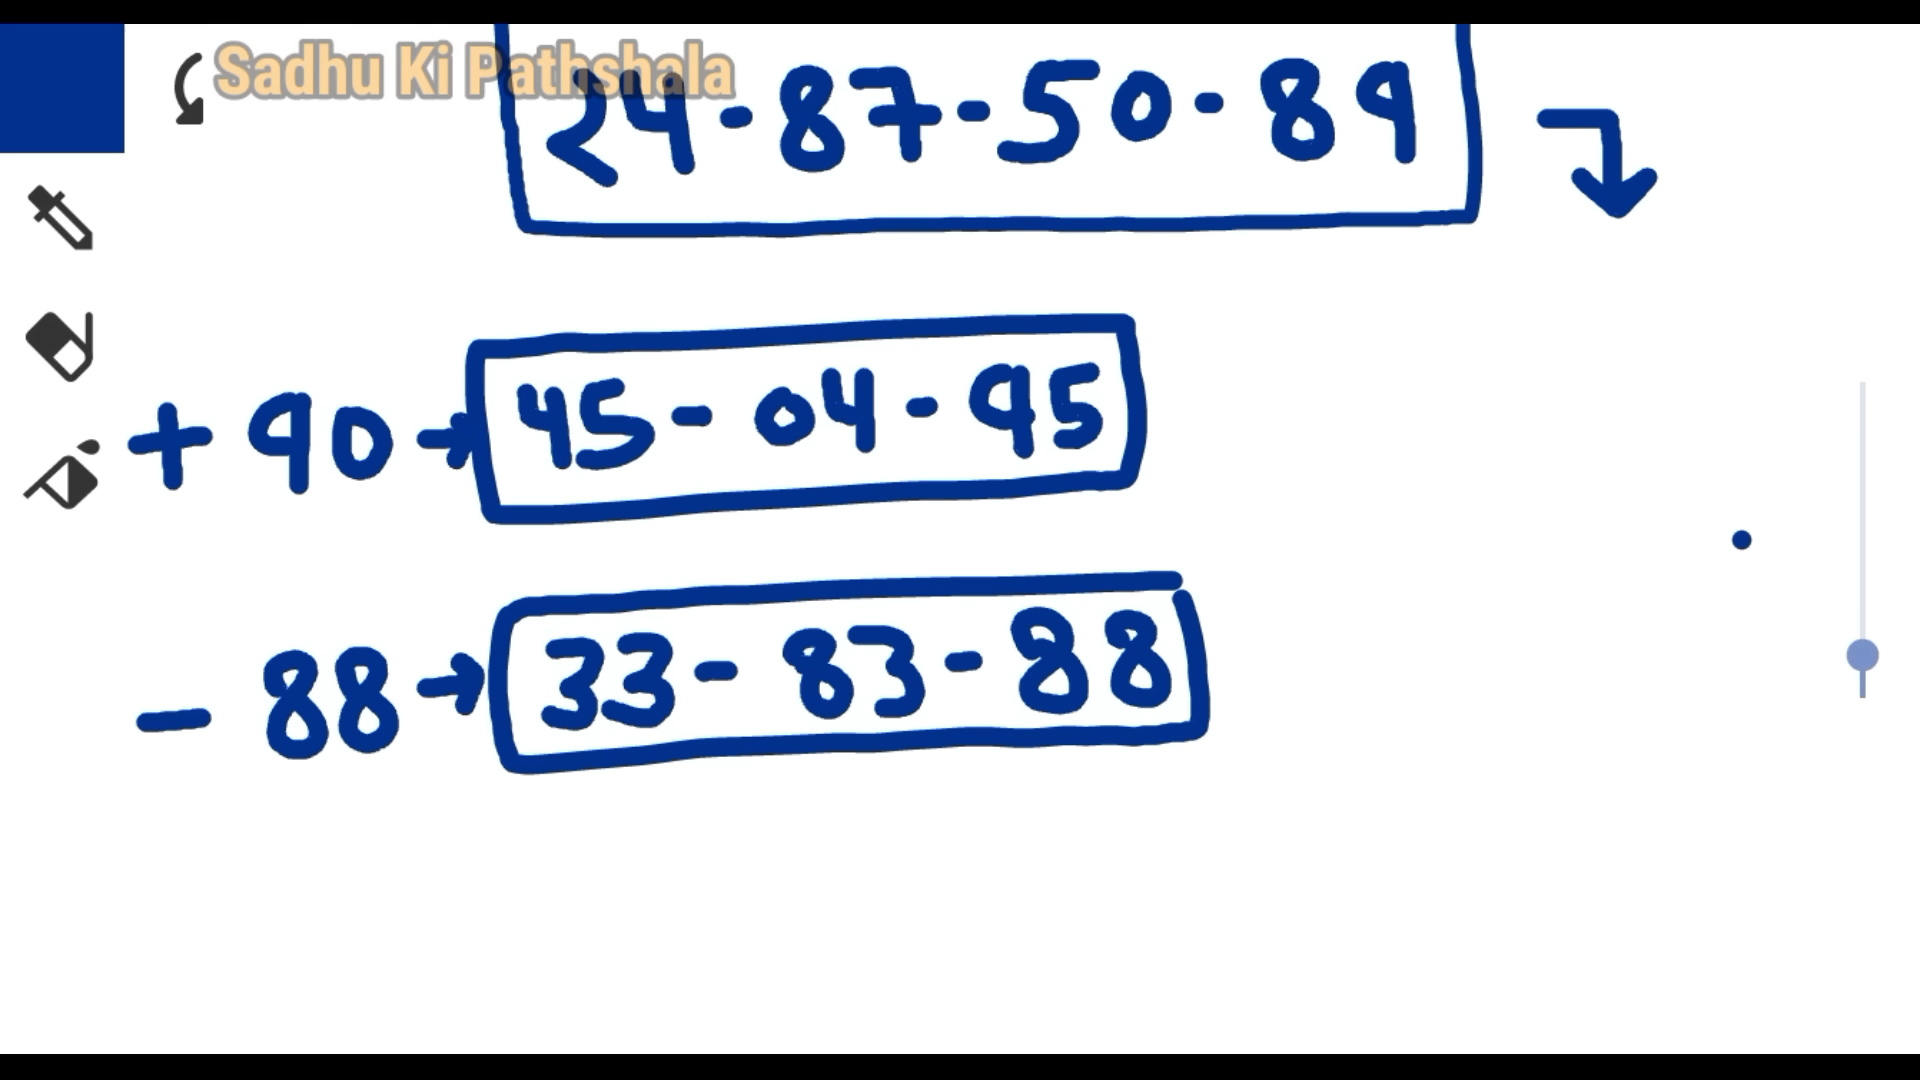 Sadhu Ki Pathshala
24-87-50-89
+ 90 → 45-04-95
- 88 → 33-83-88